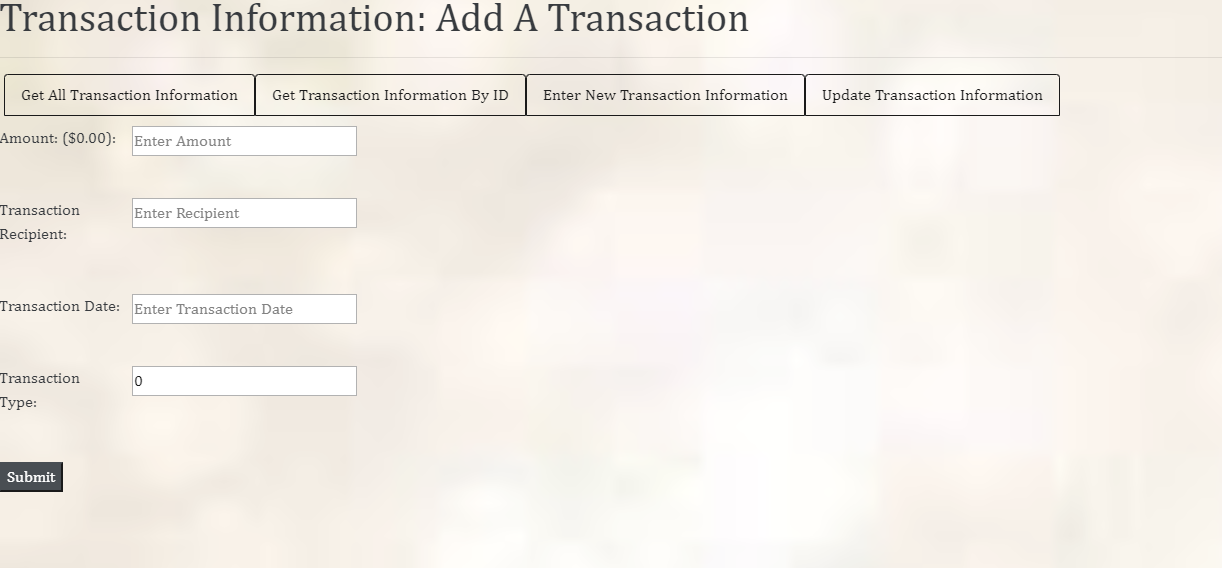 Transaction Information: Add A Transaction
Get All Transaction Information Get Transaction Information By ID Enter New Transaction Information Update Transaction Information
Amount: ($0.00): Enter Amount
Transaction Enter Recipient
Recipient:
Transaction Date: Enter Transaction Date
Transaction 0
Type:
Submit